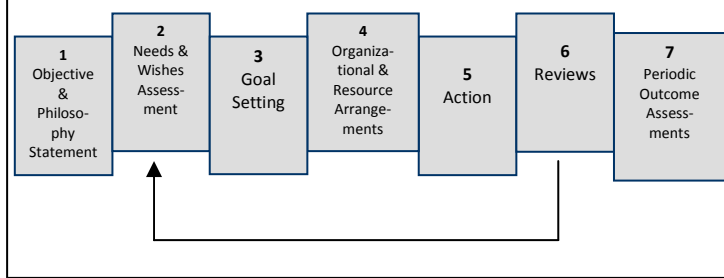 1
Objective
&
Philoso-
phy
Statement
2
Needs &
Wishes
Assess-
ment
3
Goal
Setting
4
Organiza-
tional &
Resource
Arrange-
ments
5
Action
6
Reviews
7
Periodic
Outcome
Assess-
ments